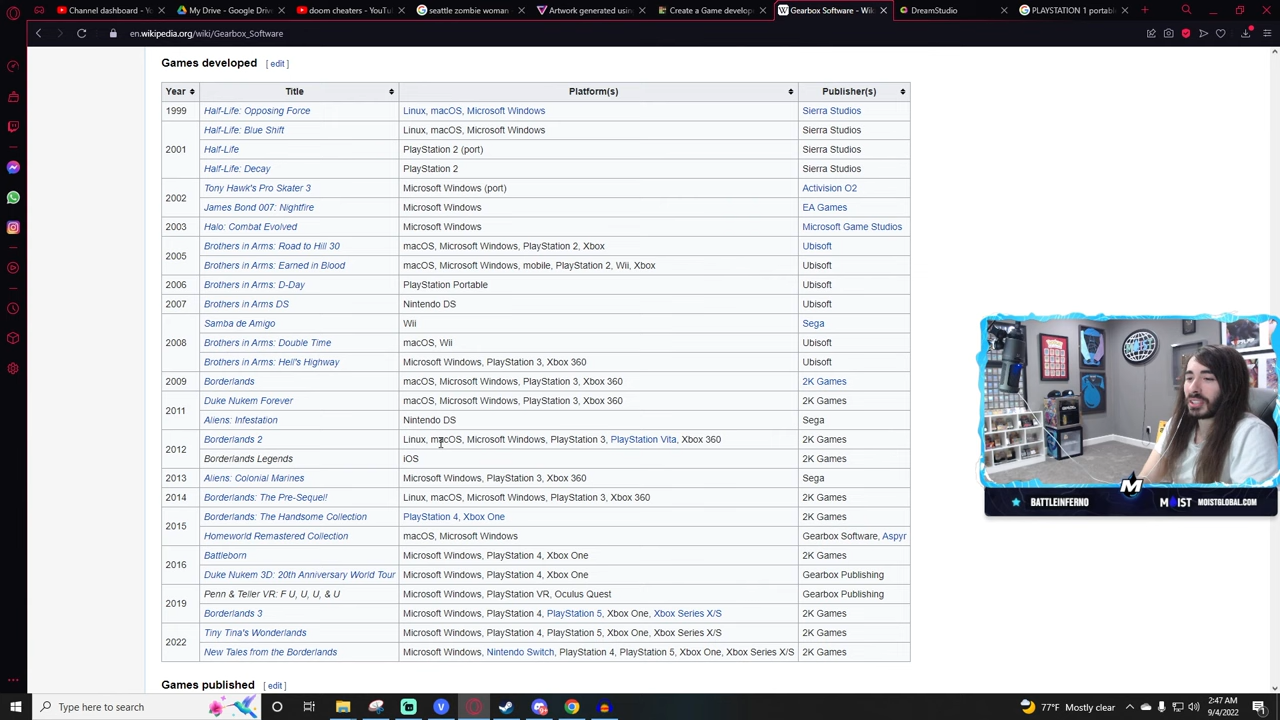 Channel dashboard - YouT
My Drive - Google Drive
doom cheaters - YouTub
seattle zombie woman
Artwork generated usin
Create a Game develop
Gearbox Software - Wik
DreamStudio
PLAYSTATION 1 portabl
en.wikipedia.org/wiki/Gearbox_Software
Games developed [ edit ]
Year Title Platform(s) Publisher(s)
1999 Half-Life: Opposing Force Linux, macOS, Microsoft Windows Sierra Studios
Half-Life: Blue Shift Linux, macOS, Microsoft Windows Sierra Studios
2001 Half-Life PlayStation 2 (port) Sierra Studios
Half-Life: Decay PlayStation 2 Sierra Studios
2002 Tony Hawk's Pro Skater 3 Microsoft Windows (port) Activision O2
James Bond 007: Nightfire Microsoft Windows EA Games
2003 Halo: Combat Evolved Microsoft Windows Microsoft Game Studios
2005 Brothers in Arms: Road to Hill 30 macOS, Microsoft Windows, PlayStation 2, Xbox Ubisoft
Brothers in Arms: Earned in Blood macOS, Microsoft Windows, mobile, PlayStation 2, Wii, Xbox Ubisoft
2006 Brothers in Arms: D-Day PlayStation Portable Ubisoft
2007 Brothers in Arms DS Nintendo DS Ubisoft
2008 Samba de Amigo Wii Sega
Brothers in Arms: Double Time macOS, Wii Ubisoft
Brothers in Arms: Hell's Highway Microsoft Windows, PlayStation 3, Xbox 360 Ubisoft
2009 Borderlands macOS, Microsoft Windows, PlayStation 3, Xbox 360 2K Games
2011 Duke Nukem Forever macOS, Microsoft Windows, PlayStation 3, Xbox 360 2K Games
Aliens: Infestation Nintendo DS Sega
2012 Borderlands 2 Linux, macOS, Microsoft Windows, PlayStation 3, PlayStation Vita, Xbox 360 2K Games
Borderlands Legends iOS 2K Games
2013 Aliens: Colonial Marines Microsoft Windows, PlayStation 3, Xbox 360 Sega
2014 Borderlands: The Pre-Sequel! Linux, macOS, Microsoft Windows, PlayStation 3, Xbox 360 2K Games
2015 Borderlands: The Handsome Collection PlayStation 4, Xbox One 2K Games
Homeworld Remastered Collection macOS, Microsoft Windows Gearbox Software, Aspyr
2016 Battleborn Microsoft Windows, PlayStation 4, Xbox One 2K Games
Duke Nukem 3D: 20th Anniversary World Tour Microsoft Windows, PlayStation 4, Xbox One Gearbox Publishing
2019 Penn & Teller VR: F U, U, U, & U Microsoft Windows, PlayStation VR, Oculus Quest Gearbox Publishing
Borderlands 3 Microsoft Windows, PlayStation 4, PlayStation 5, Xbox One, Xbox Series X/S 2K Games
2022 Tiny Tina's Wonderlands Microsoft Windows, PlayStation 4, PlayStation 5, Xbox One, Xbox Series X/S 2K Games
New Tales from the Borderlands Microsoft Windows, Nintendo Switch, PlayStation 4, PlayStation 5, Xbox One, Xbox Series X/S 2K Games
Games published [ edit ]
BATTLEINFERNO M MOIST MOISTGLOBAL.COM
Type here to search
77°F Mostly clear
2:47 AM
9/4/2022